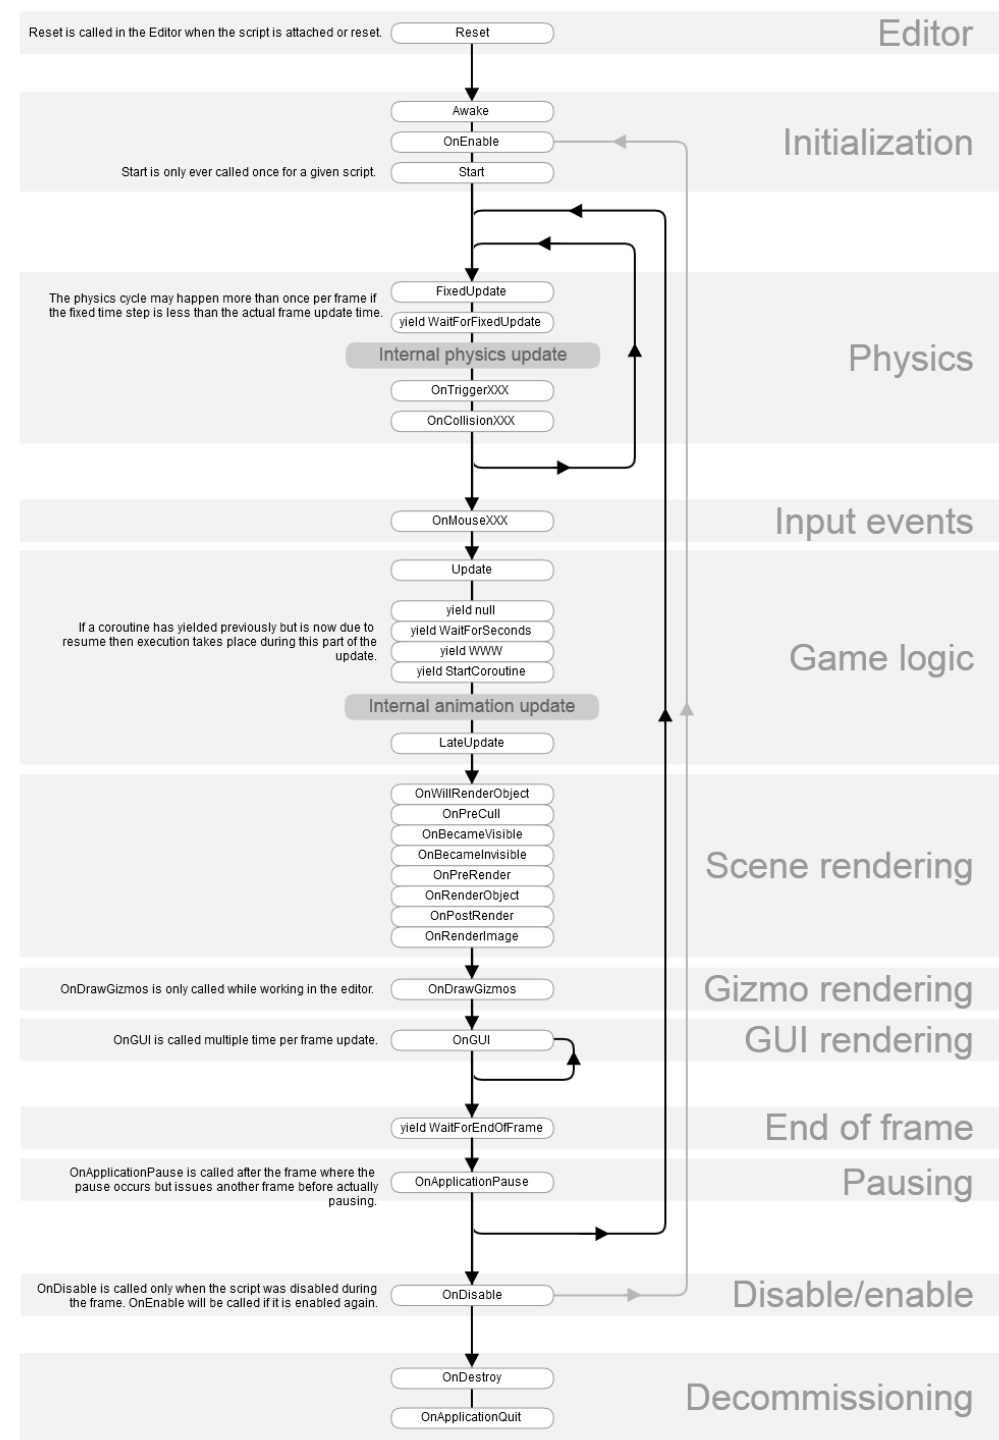 Reset is called in the Editor when the script is attached or reset.
Reset
Editor
Awake
OnEnable
Initialization
Start is only ever called once for a given script.
Start
FixedUpdate
The physics cycle may happen more than once per frame if
the fixed time step is less than the actual frame update time.
yield WaitForFixedUpdate
Internal physics update
Physics
OnTriggerXXX
OnCollisionXXX
OnMouseXXX
Input events
Update
yield null
If a coroutine has yielded previously but is now due to
resume then execution takes place during this part of the
update.
yield WaitForSeconds
yield WWW
yield StartCoroutine
Game logic
Internal animation update
LateUpdate
OnWillRenderObject
OnPreCull
OnBecameVisible
OnBecameInvisible
OnPreRender
OnRenderObject
OnPostRender
OnRenderImage
Scene rendering
OnDrawGizmos is only called while working in the editor.
OnDrawGizmos
Gizmo rendering
OnGUI is called multiple time per frame update.
OnGUI
GUI rendering
yield WaitForEndOfFrame
End of frame
OnApplicationPause is called after the frame where the
pause occurs but issues another frame before actually
pausing.
OnApplicationPause
Pausing
OnDisable is called only when the script was disabled during
the frame. OnEnable will be called if it is enabled again.
OnDisable
Disable/enable
OnDestroy
Decommissioning
OnApplicationQuit